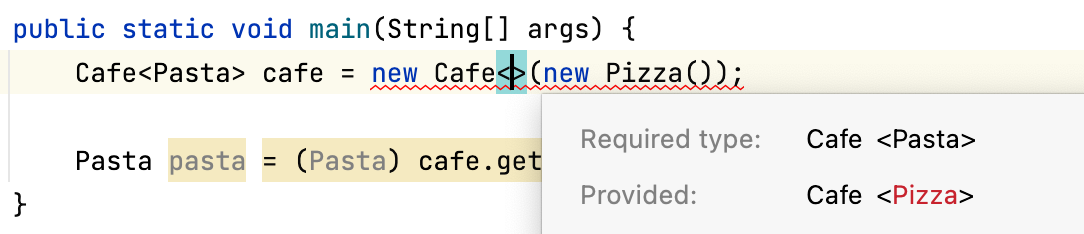 public static void main(String[] args) {
Cafe<Pasta> cafe = new Cafe<>(new Pizza());
Required type: Cafe <Pasta>
Pasta pasta = (Pasta) cafe.get
Provided: Cafe <Pizza>
}